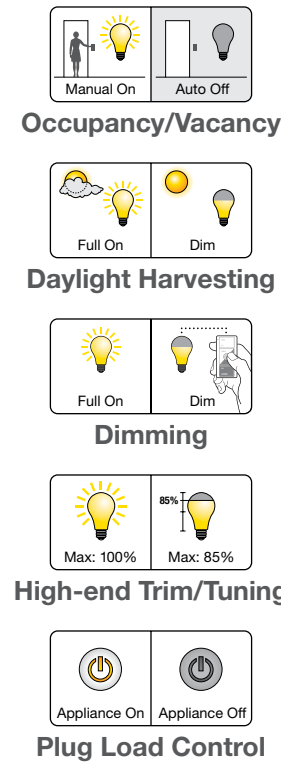 Manual On
Auto Off
Occupancy/Vacancy
Full On
Dim
Daylight Harvesting
Full On
Dim
Dimming
85%
Max: 100%
Max: 85%
High-end Trim/Tuning
Appliance On
Appliance Off
Plug Load Control